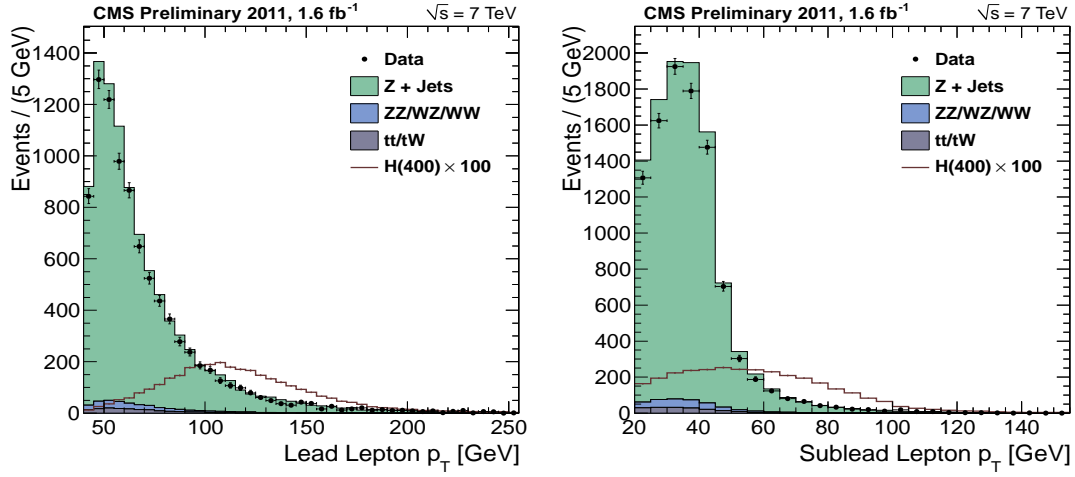 CMS Preliminary 2011, 1.6 fb⁻¹ √s = 7 TeV
Events / (5 GeV)
1400
1200
1000
800
600
400
200
0
Data
Z + Jets
ZZ/WZ/WW
tt/tW
H(400) × 100
50 100 150 200 250
Lead Lepton p_T [GeV]
CMS Preliminary 2011, 1.6 fb⁻¹ √s = 7 TeV
Events / (5 GeV)
2000
1800
1600
1400
1200
1000
800
600
400
200
0
Data
Z + Jets
ZZ/WZ/WW
tt/tW
H(400) × 100
20 40 60 80 100 120 140
Sublead Lepton p_T [GeV]